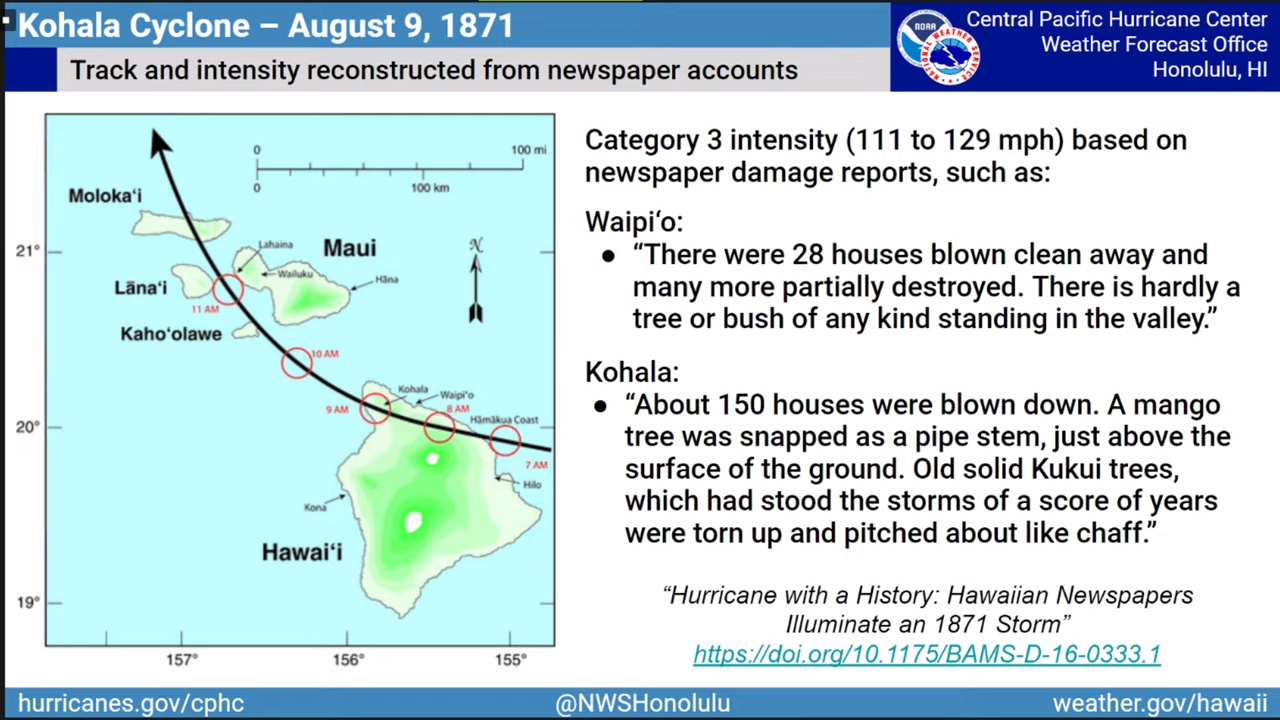 Kohala Cyclone – August 9, 1871
Track and intensity reconstructed from newspaper accounts
NOAA
NATIONAL WEATHER SERVICE
Central Pacific Hurricane Center
Weather Forecast Office
Honolulu, HI
0 100 mi
0 100 km
Moloka‘i
21°
Lahaina
Maui
Wailuku
Hāna
N
Lāna‘i
11 AM
Kaho‘olawe
10 AM
Kohala
Waipi‘o
9 AM
8 AM
Hāmākua Coast
20°
7 AM
Hilo
Kona
Hawai‘i
19°
157° 156° 155°
Category 3 intensity (111 to 129 mph) based on
newspaper damage reports, such as:
Waipi‘o:
● “There were 28 houses blown clean away and
many more partially destroyed. There is hardly a
tree or bush of any kind standing in the valley.”
Kohala:
● “About 150 houses were blown down. A mango
tree was snapped as a pipe stem, just above the
surface of the ground. Old solid Kukui trees,
which had stood the storms of a score of years
were torn up and pitched about like chaff.”
“Hurricane with a History: Hawaiian Newspapers
Illuminate an 1871 Storm”
https://doi.org/10.1175/BAMS-D-16-0333.1
hurricanes.gov/cphc
@NWSHonolulu
weather.gov/hawaii